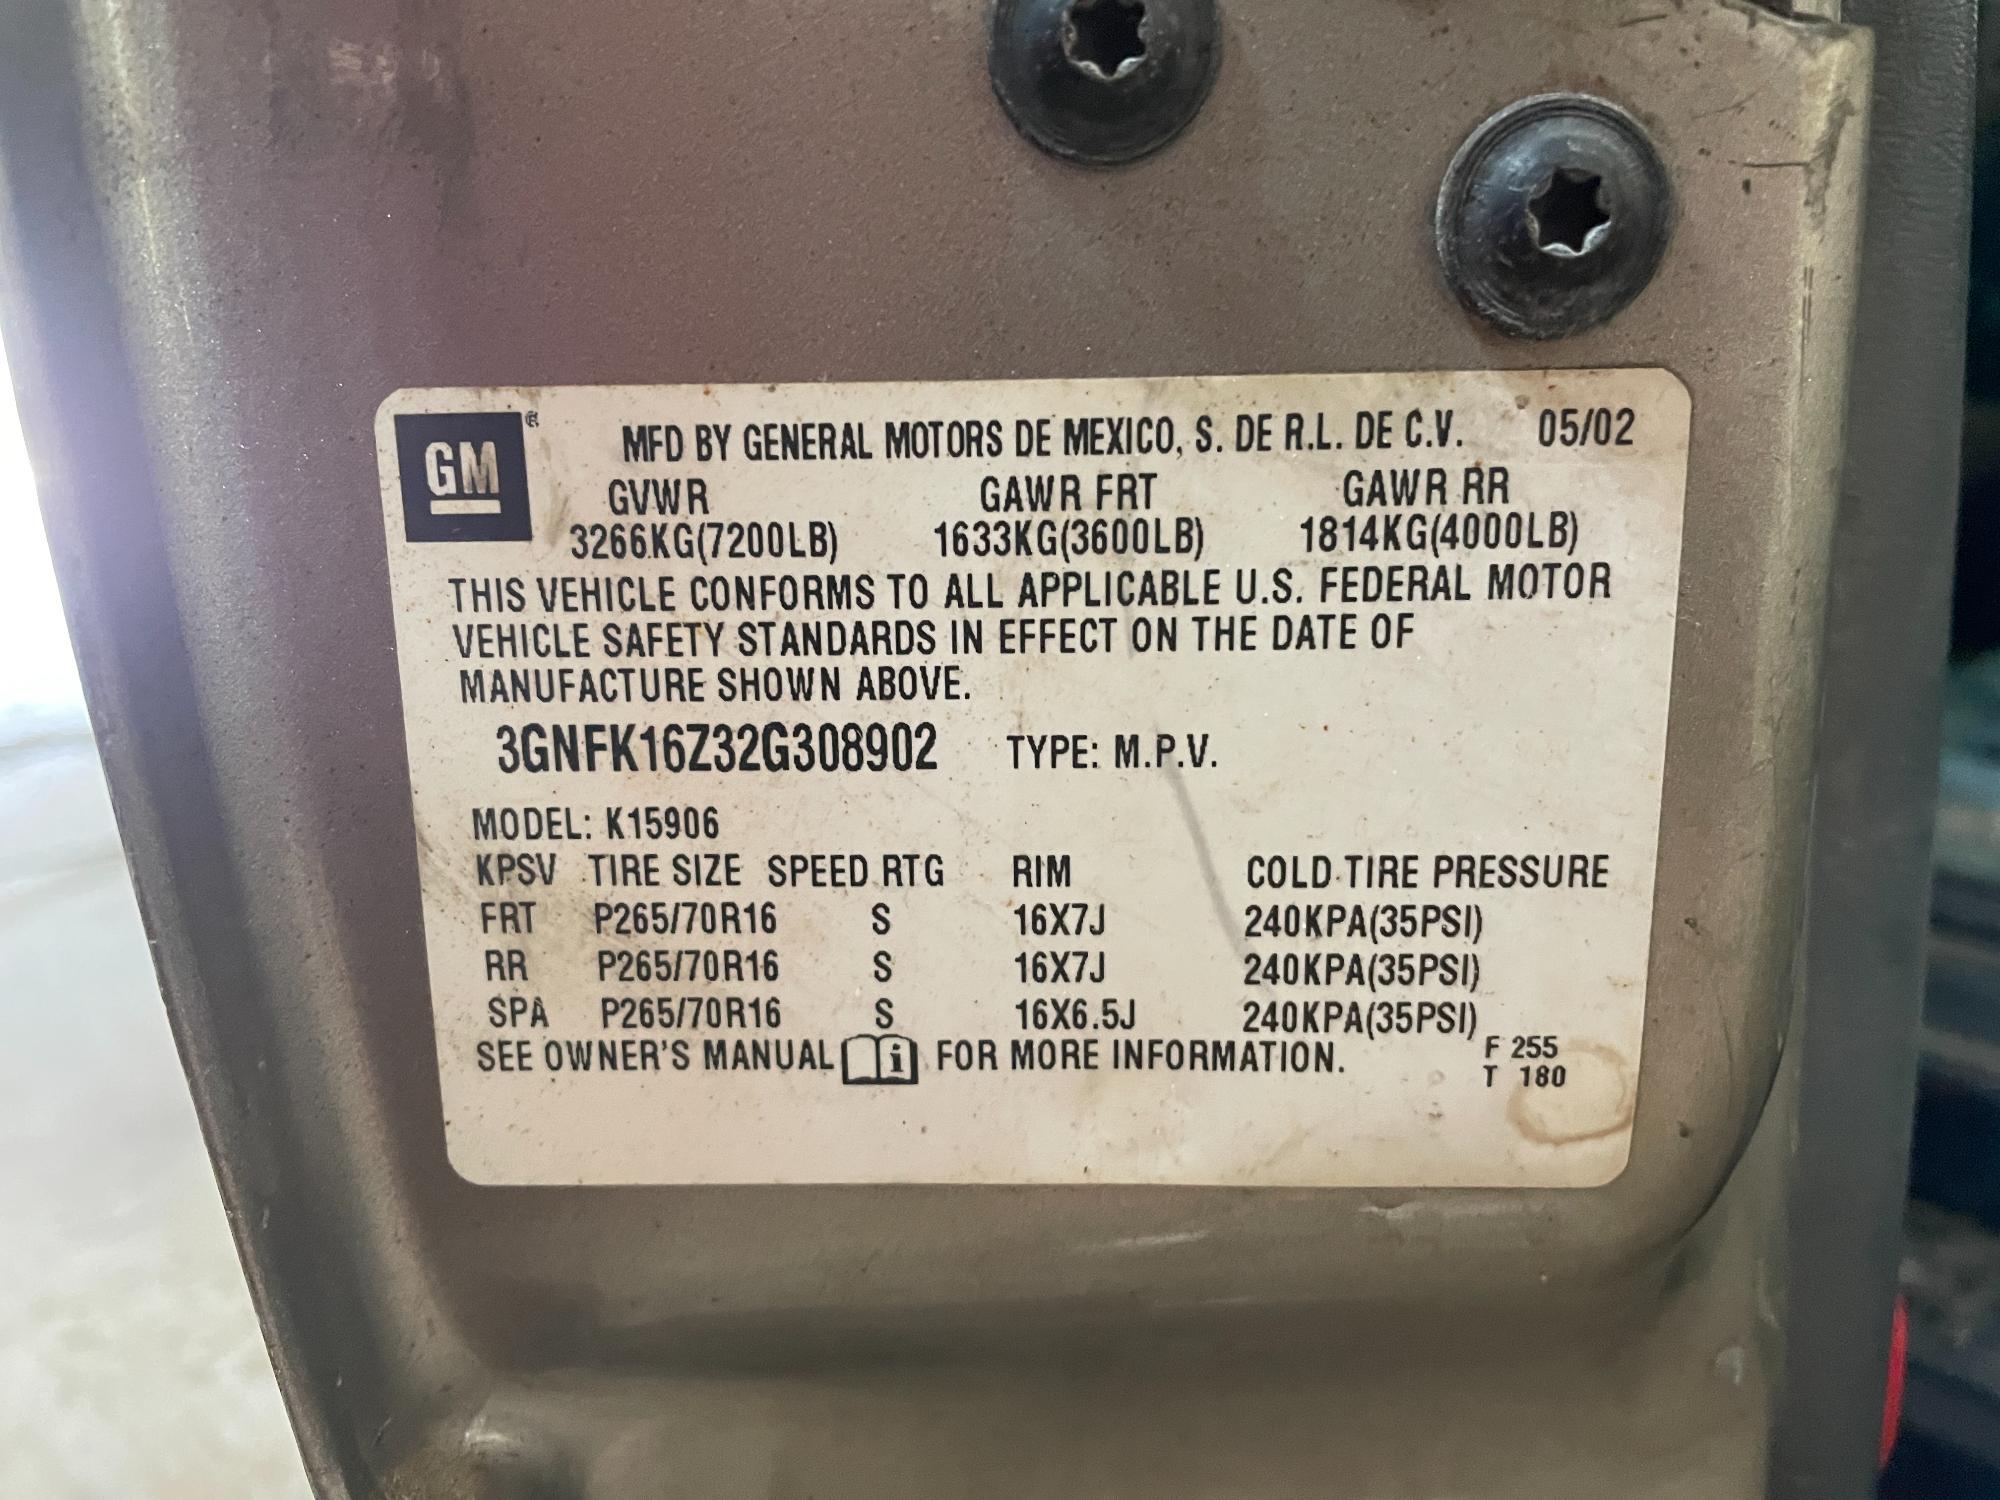 GM ®
MFD BY GENERAL MOTORS DE MEXICO, S. DE R.L. DE C.V. 05/02
GVWR GAWR FRT GAWR RR
3266KG(7200LB) 1633KG(3600LB) 1814KG(4000LB)
THIS VEHICLE CONFORMS TO ALL APPLICABLE U.S. FEDERAL MOTOR
VEHICLE SAFETY STANDARDS IN EFFECT ON THE DATE OF
MANUFACTURE SHOWN ABOVE.
3GNFK16Z32G308902 TYPE: M.P.V.
MODEL: K15906
KPSV TIRE SIZE SPEED RTG RIM COLD TIRE PRESSURE
FRT P265/70R16 S 16X7J 240KPA(35PSI)
RR P265/70R16 S 16X7J 240KPA(35PSI)
SPA P265/70R16 S 16X6.5J 240KPA(35PSI)
SEE OWNER'S MANUAL i FOR MORE INFORMATION. F 255
T 180